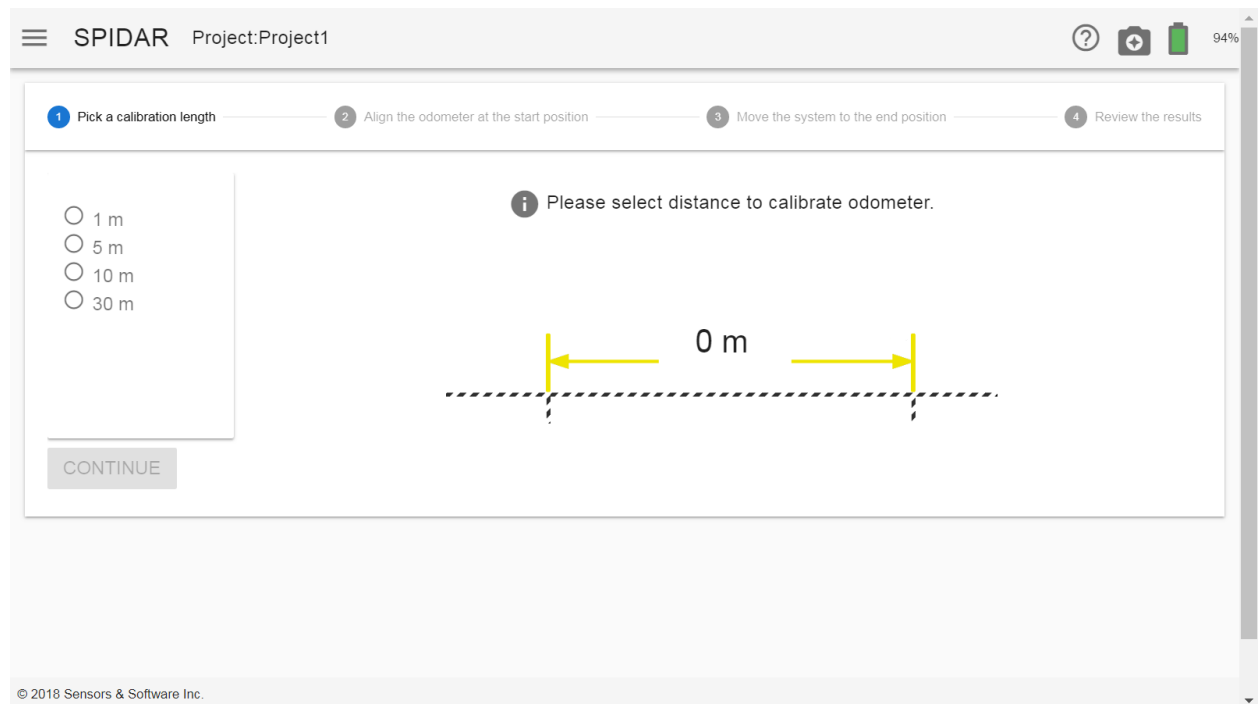 SPIDAR Project:Project1 94%
1 Pick a calibration length 2 Align the odometer at the start position 3 Move the system to the end position 4 Review the results
Please select distance to calibrate odometer.
1 m
5 m
10 m
30 m
0 m
CONTINUE
© 2018 Sensors & Software Inc.